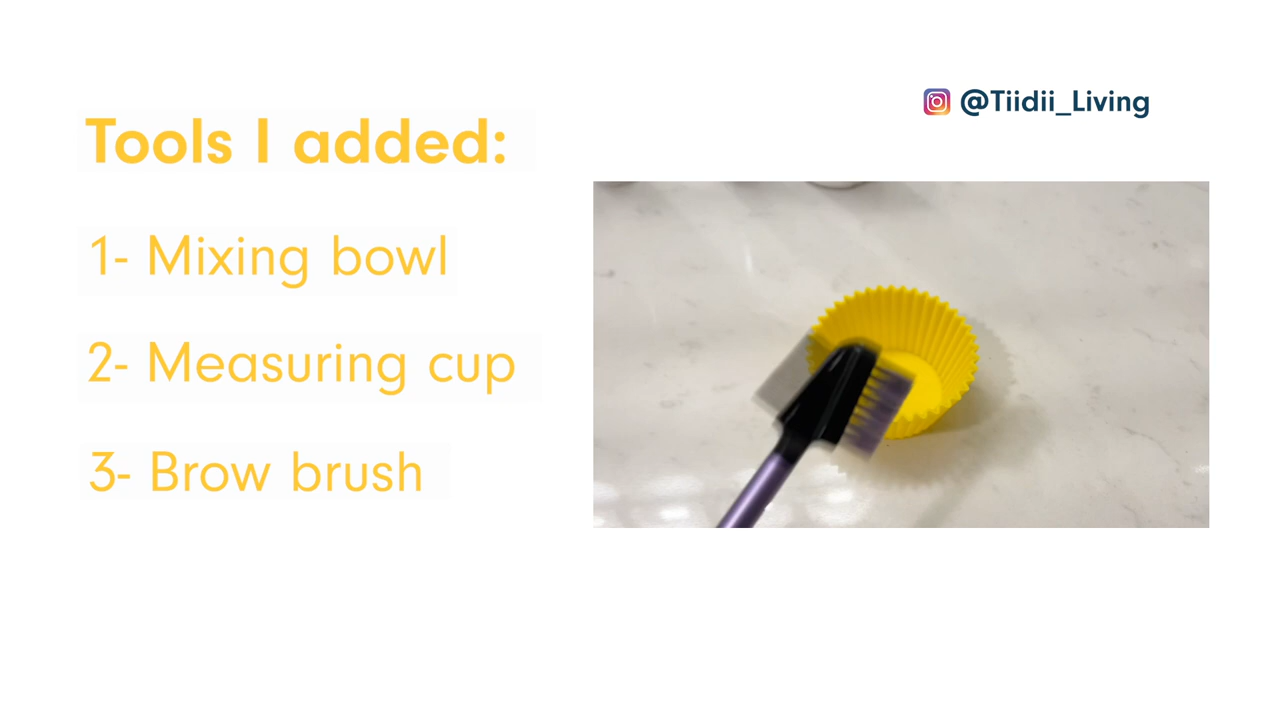 @Tiidii_Living
Tools I added:
1- Mixing bowl
2- Measuring cup
3- Brow brush